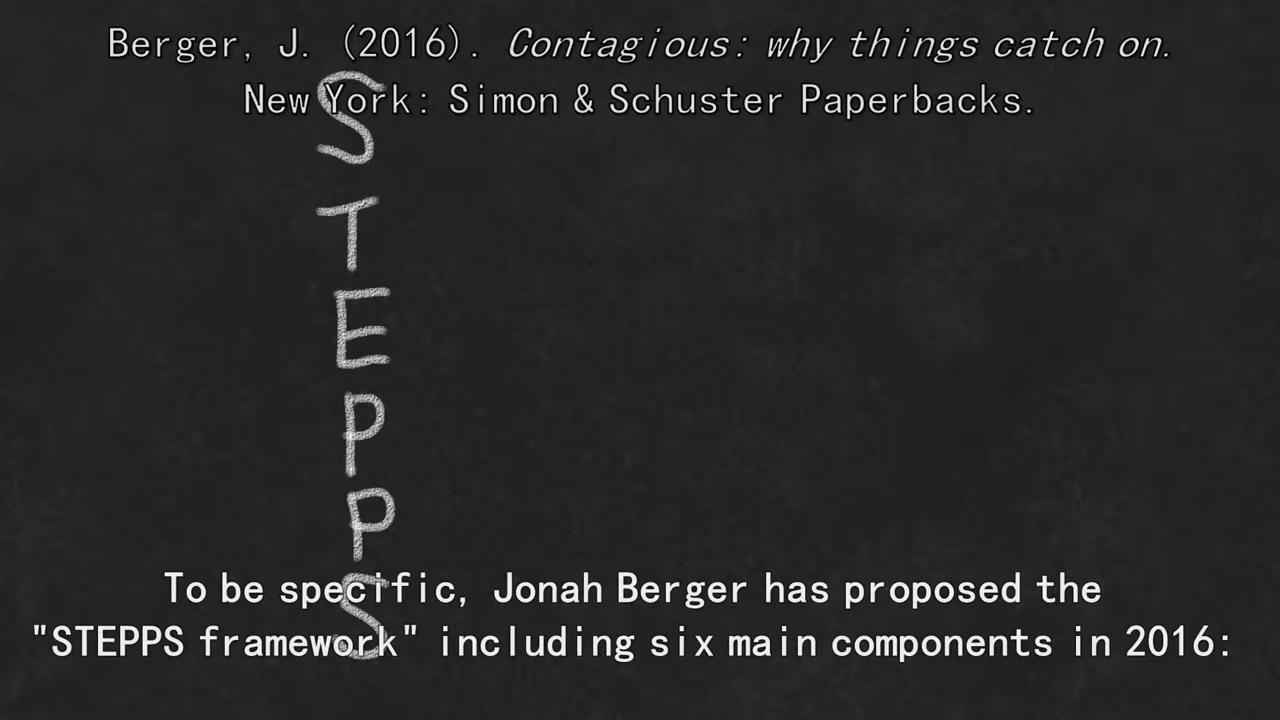 Berger, J. (2016). Contagious: why things catch on.
New York: Simon & Schuster Paperbacks.
S
T
E
P
P
S
To be specific, Jonah Berger has proposed the
"STEPPS framework" including six main components in 2016: